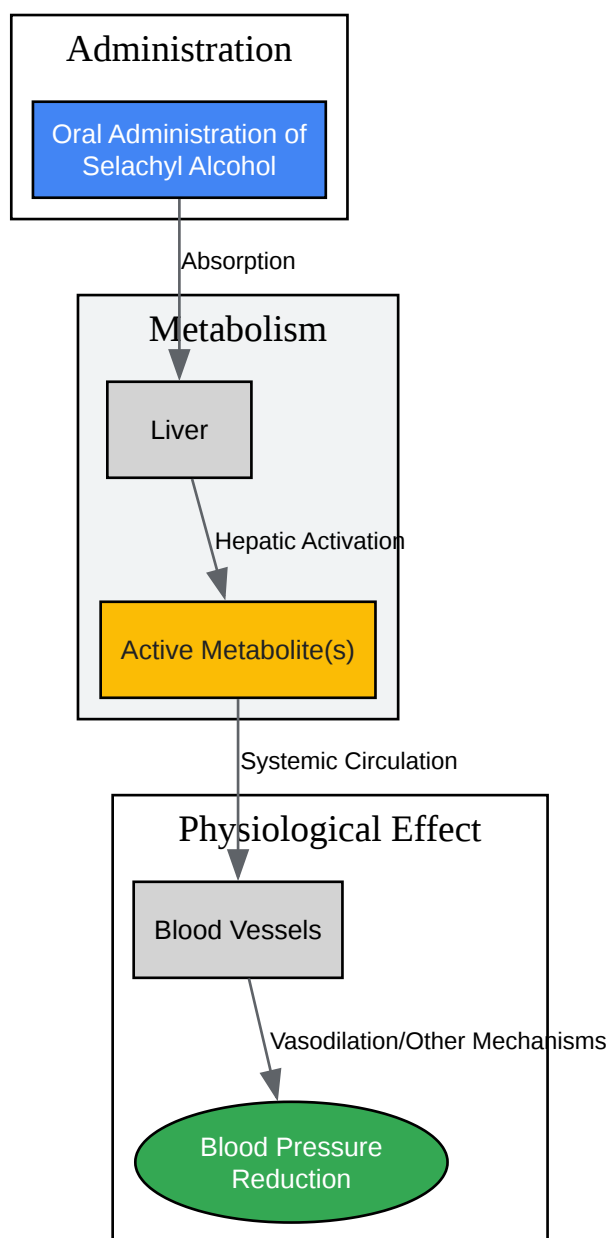 Administration
Oral Administration of
Selachyl Alcohol
Absorption
Metabolism
Liver
Hepatic Activation
Active Metabolite(s)
Systemic Circulation
Physiological Effect
Blood Vessels
Vasodilation/Other Mechanisms
Blood Pressure
Reduction